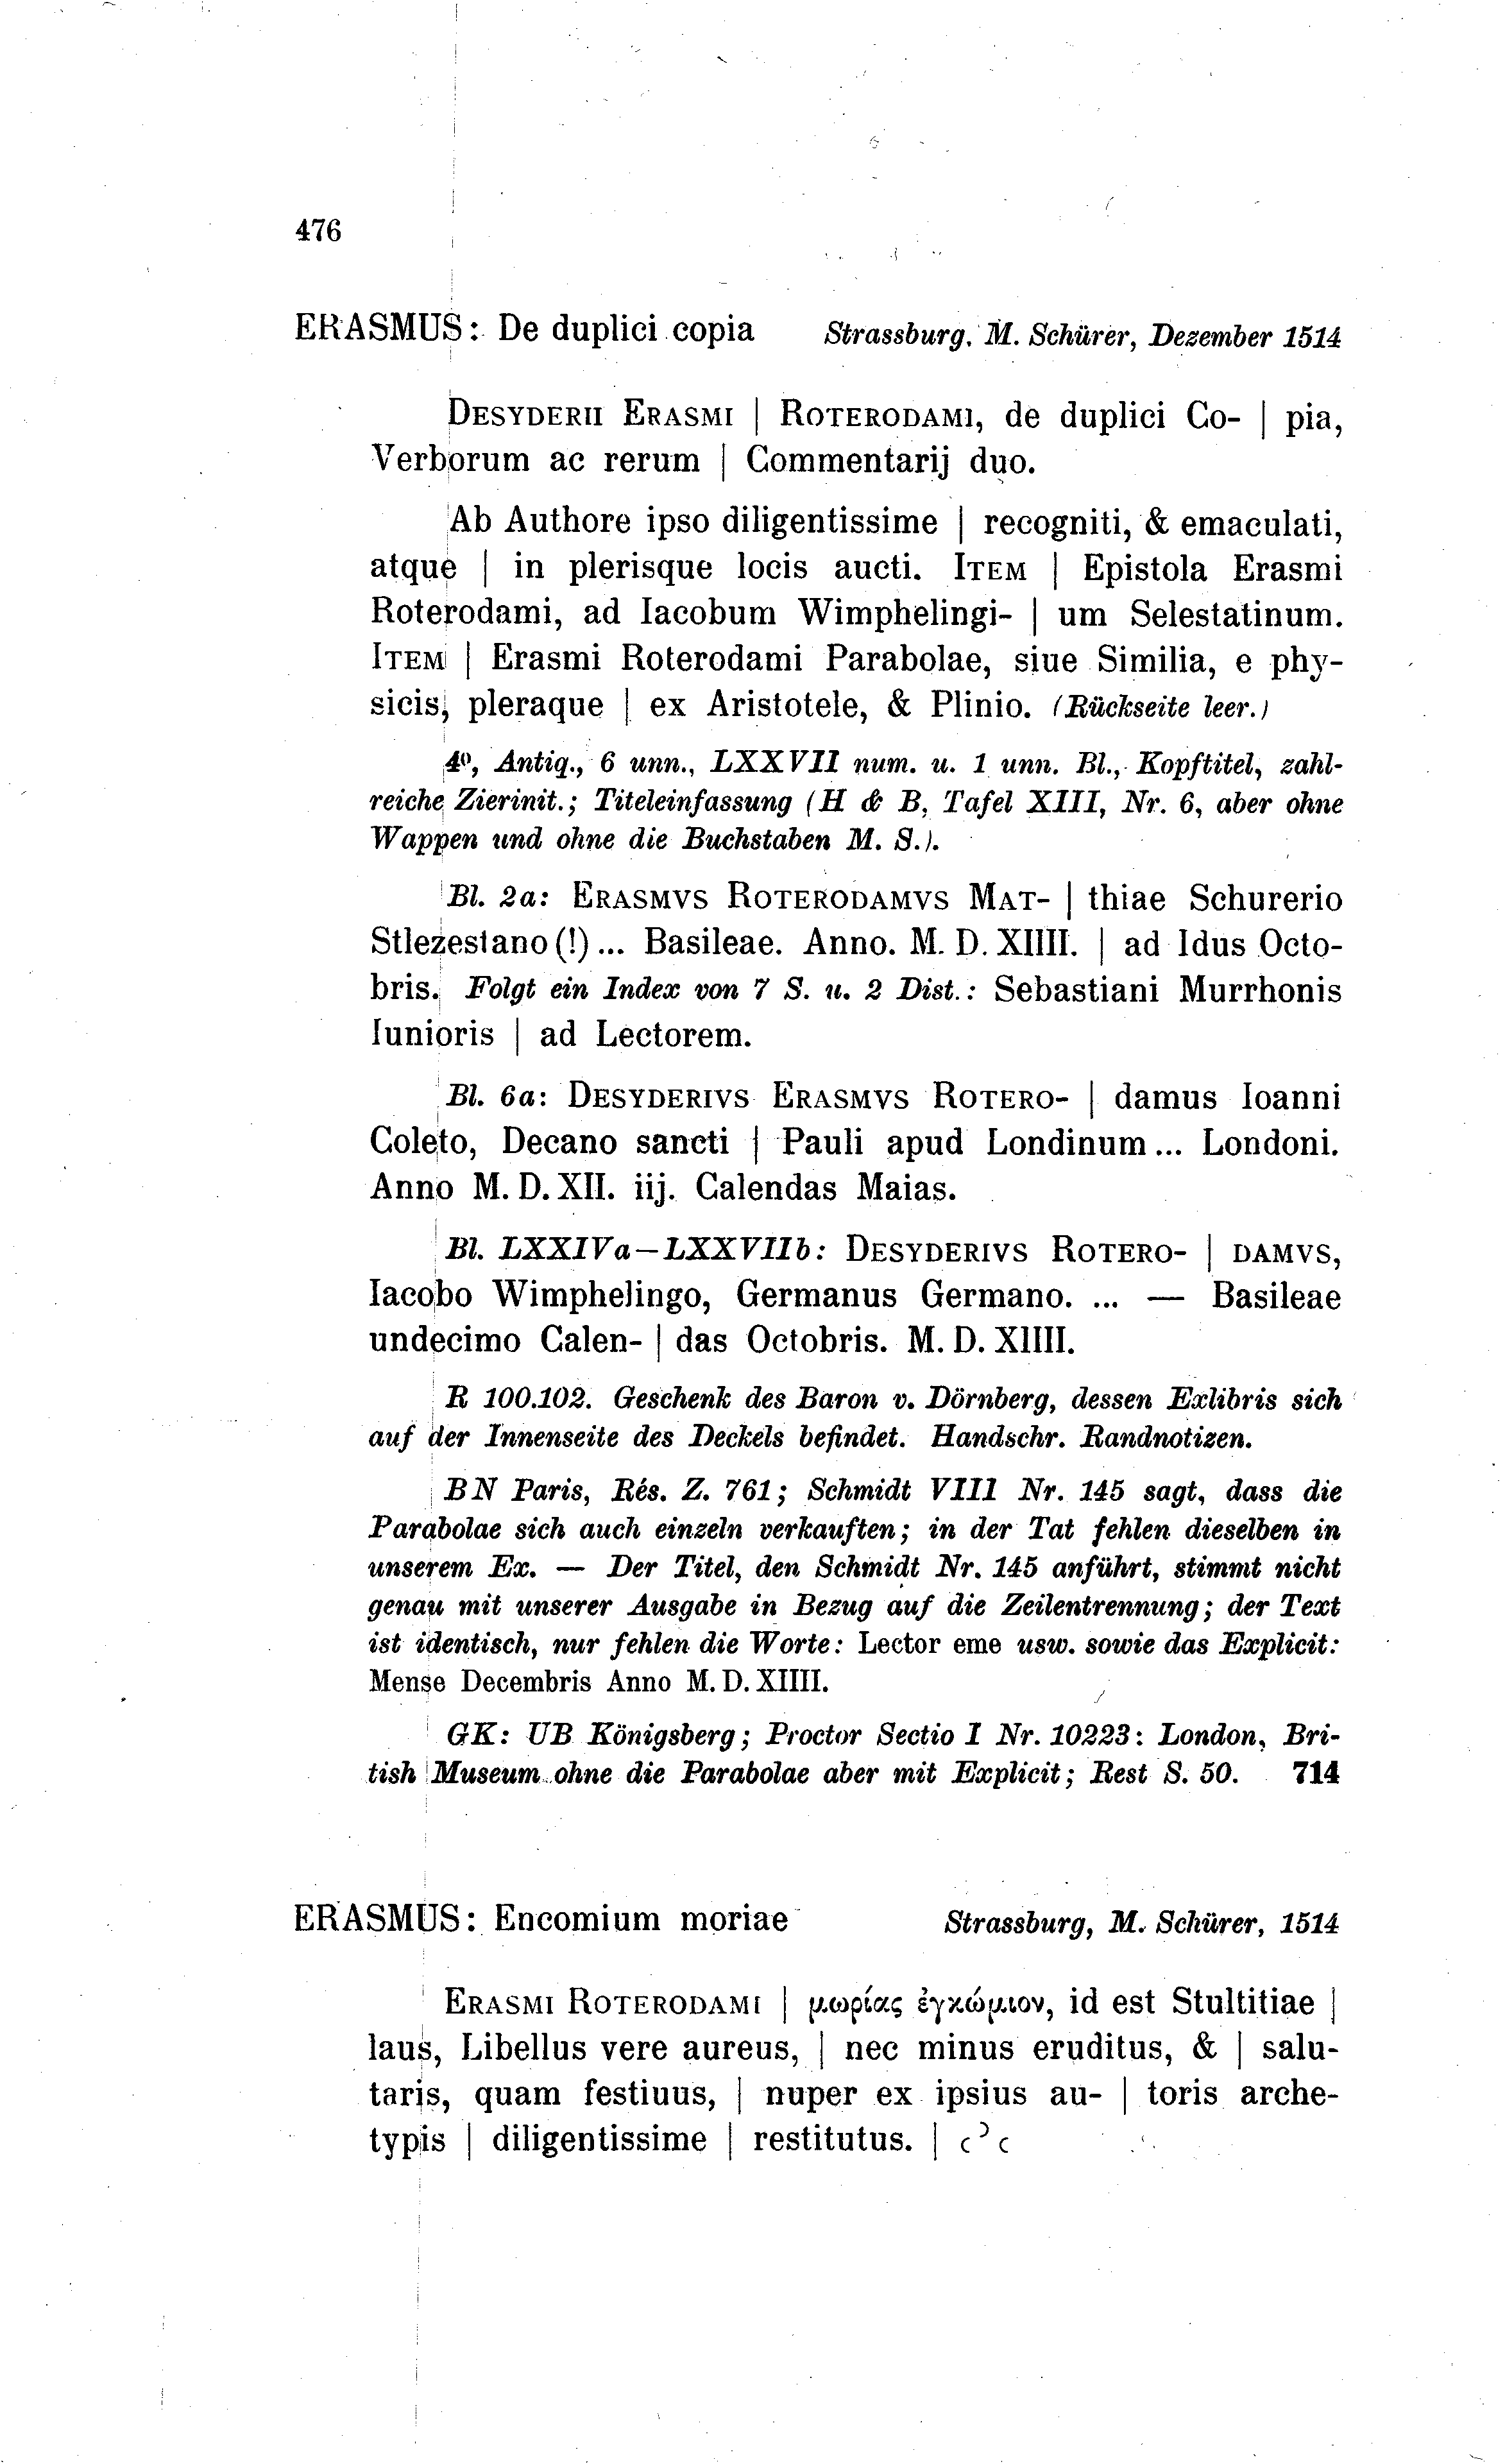 476
ERASMUS: De duplici copia Strassburg, M. Schürer, Dezember 1514
DESYDERII ERASMI | ROTERODAMI, de duplici Co- | pia,
Verborum ac rerum | Commentarij duo.
Ab Authore ipso diligentissime | recogniti, & emaculati,
atque | in plerisque locis aucti. ITEM | Epistola Erasmi
Roterodami, ad Iacobum Wimphelingi- | um Selestatinum.
ITEM | Erasmi Roterodami Parabolae, siue Similia, e phy-
sicis, pleraque | ex Aristotele, & Plinio. (Rückseite leer.)
4⁰, Antiq., 6 unn., LXXVII num. u. 1 unn. Bl., Kopftitel, zahl-
reiche Zierinit.; Titeleinfassung (H & B, Tafel XIII, Nr. 6, aber ohne
Wappen und ohne die Buchstaben M. S.).
Bl. 2a: ERASMVS ROTERODAMVS MAT- | thiae Schurerio
Stlezestano (!) ... Basileae. Anno. M. D. XIIII. | ad Idus Octo-
bris. Folgt ein Index von 7 S. u. 2 Dist.: Sebastiani Murrhonis
Iunioris | ad Lectorem.
Bl. 6a: DESYDERIVS ERASMVS ROTERO- | damus Ioanni
Coleto, Decano sancti | Pauli apud Londinum ... Londoni.
Anno M. D. XII. iij. Calendas Maias.
Bl. LXXIVa—LXXVIIb: DESYDERIVS ROTERO- | DAMVS,
Iacobo Wimphelingo, Germanus Germano. ... — Basileae
undecimo Calen- | das Octobris. M. D. XIIII.
R 100.102. Geschenk des Baron v. Dörnberg, dessen Exlibris sich
auf der Innenseite des Deckels befindet. Handschr. Randnotizen.
BN Paris, Rés. Z. 761; Schmidt VIII Nr. 145 sagt, dass die
Parabolae sich auch einzeln verkauften; in der Tat fehlen dieselben in
unserem Ex. — Der Titel, den Schmidt Nr. 145 anführt, stimmt nicht
genau mit unserer Ausgabe in Bezug auf die Zeilentrennung; der Text
ist identisch, nur fehlen die Worte: Lector eme usw. sowie das Explicit:
Mense Decembris Anno M. D. XIIII.
GK: UB Königsberg; Proctor Sectio I Nr. 10223: London, Bri-
tish Museum ohne die Parabolae aber mit Explicit; Rest S. 50. 714
ERASMUS: Encomium moriae Strassburg, M. Schürer, 1514
ERASMI ROTERODAMI | μωρίας ἐγκώμιον, id est Stultitiae |
laus, Libellus vere aureus, | nec minus eruditus, & | salu-
taris, quam festiuus, | nuper ex ipsius au- | toris arche-
typis | diligentissime | restitutus. | c ͻ c